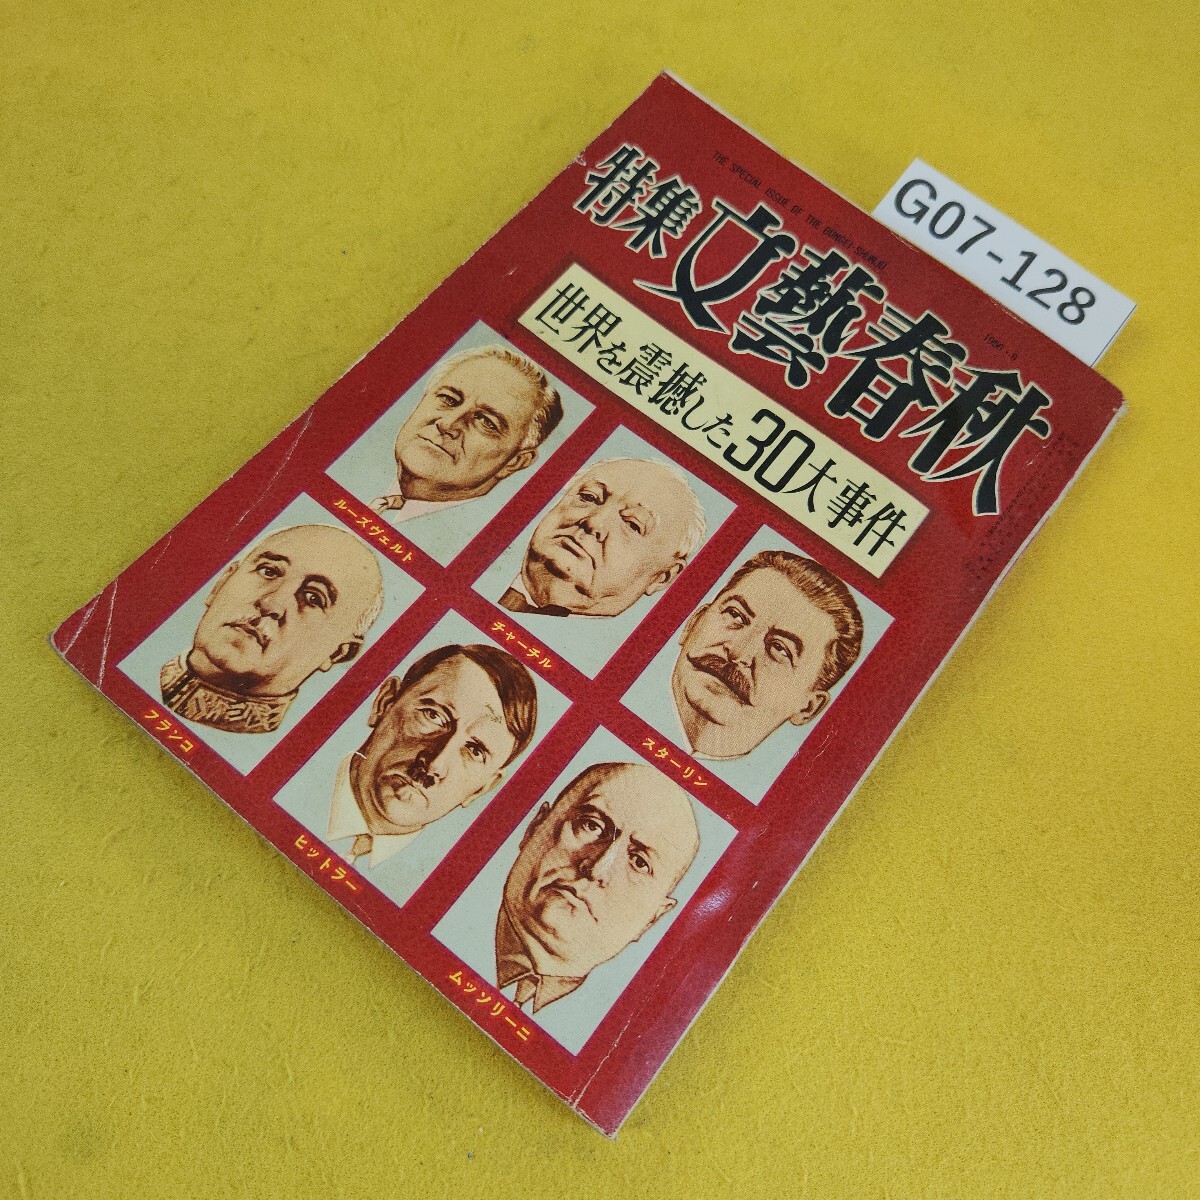 G07-128
THE SPECIAL ISSUE OF THE BUNGEI-SHUNJU
特集文藝春秋
世界を震撼した30大事件
ルーズヴェルト
チャーチル
スターリン
フランコ
ヒットラー
ムッソリーニ